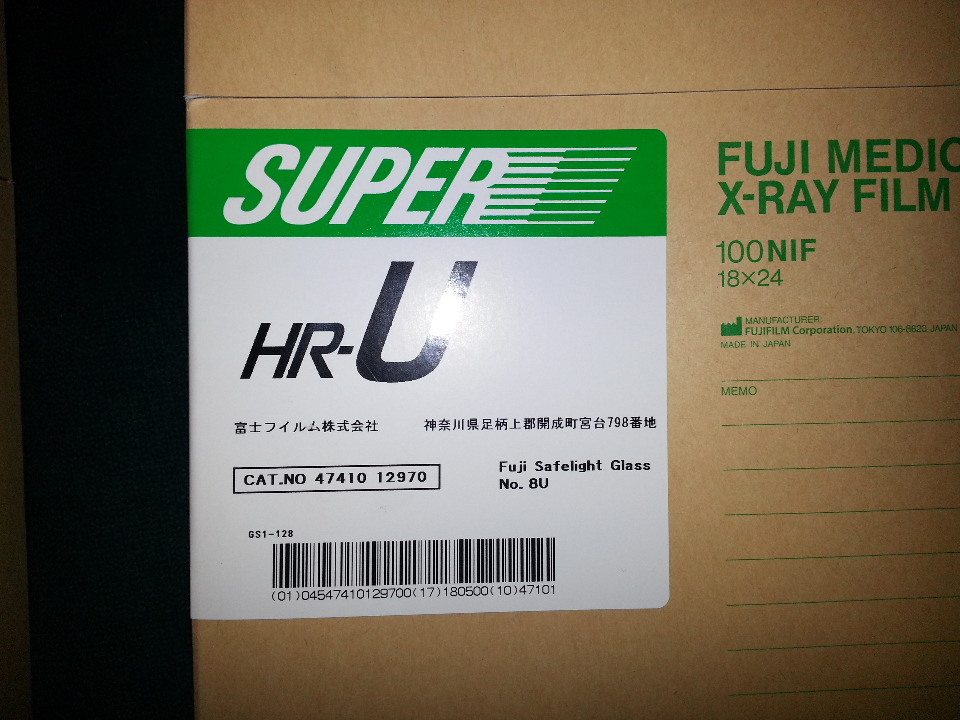 SUPER
HR-U
富士フイルム株式会社 神奈川県足柄上郡開成町宮台798番地
CAT.NO 47410 12970
Fuji Safelight Glass
No. 8U
GS1-128
(01)04547410129700(17)180500(10)47101
FUJI MEDIC
X-RAY FILM
100NIF
18×24
MANUFACTURER:
FUJIFILM Corporation, TOKYO 106-8620, JAPAN
MADE IN JAPAN
MEMO